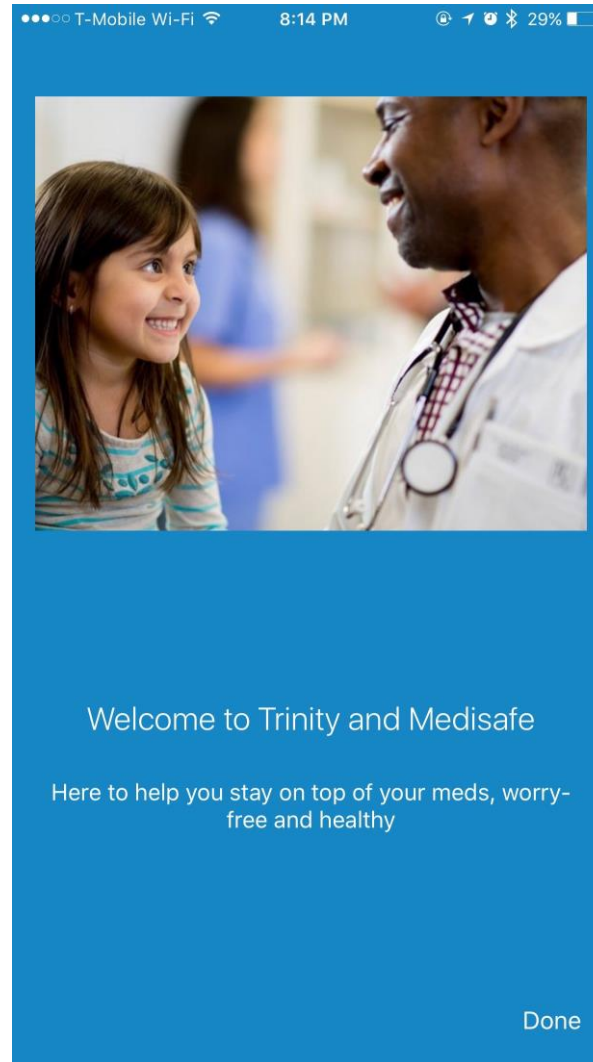 T-Mobile Wi-Fi 8:14 PM 29%
Welcome to Trinity and Medisafe
Here to help you stay on top of your meds, worry-
free and healthy
Done